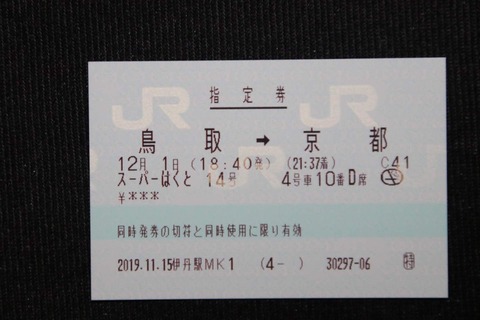 指定券
鳥取 → 京都
12月 1日 (18:40発) (21:37着) C41
スーパーはくと 14号 4号車10番D席
¥***
同時発券の切符と同時使用に限り有効
2019.11.15伊丹駅MK1 (4- ) 30297-06